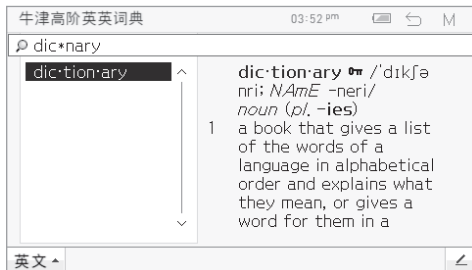 牛津高阶英英词典 03:52 pm M
dic*nary
dic·tion·ary
dic·tion·ary /ˈdɪkʃə
nri; NAmE -neri/
noun (pl. -ies)
1 a book that gives a list
of the words of a
language in alphabetical
order and explains what
they mean, or gives a
word for them in a
英文